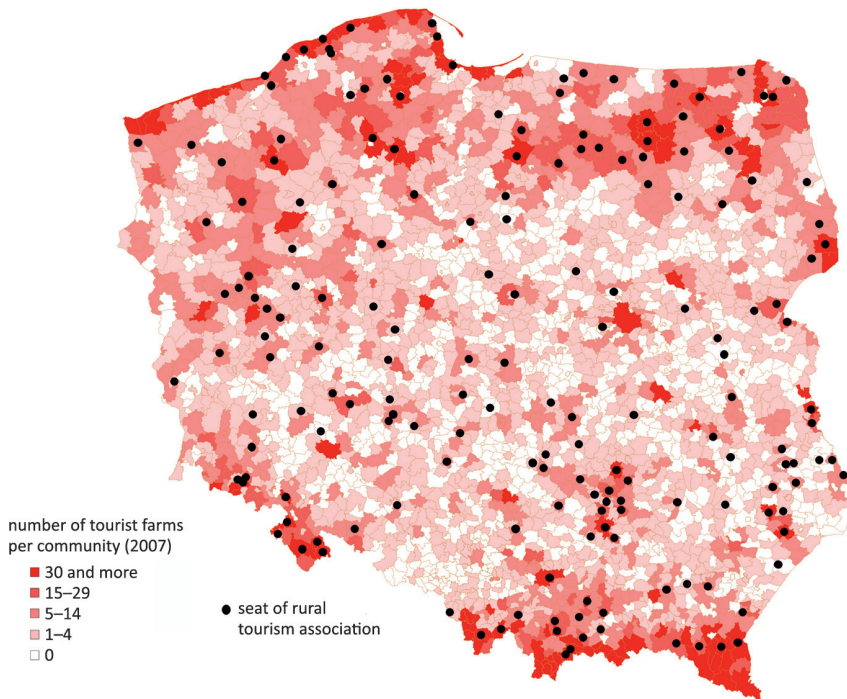 number of tourist farms
per community (2007)
30 and more
15–29
5–14
1–4
0
seat of rural
tourism association